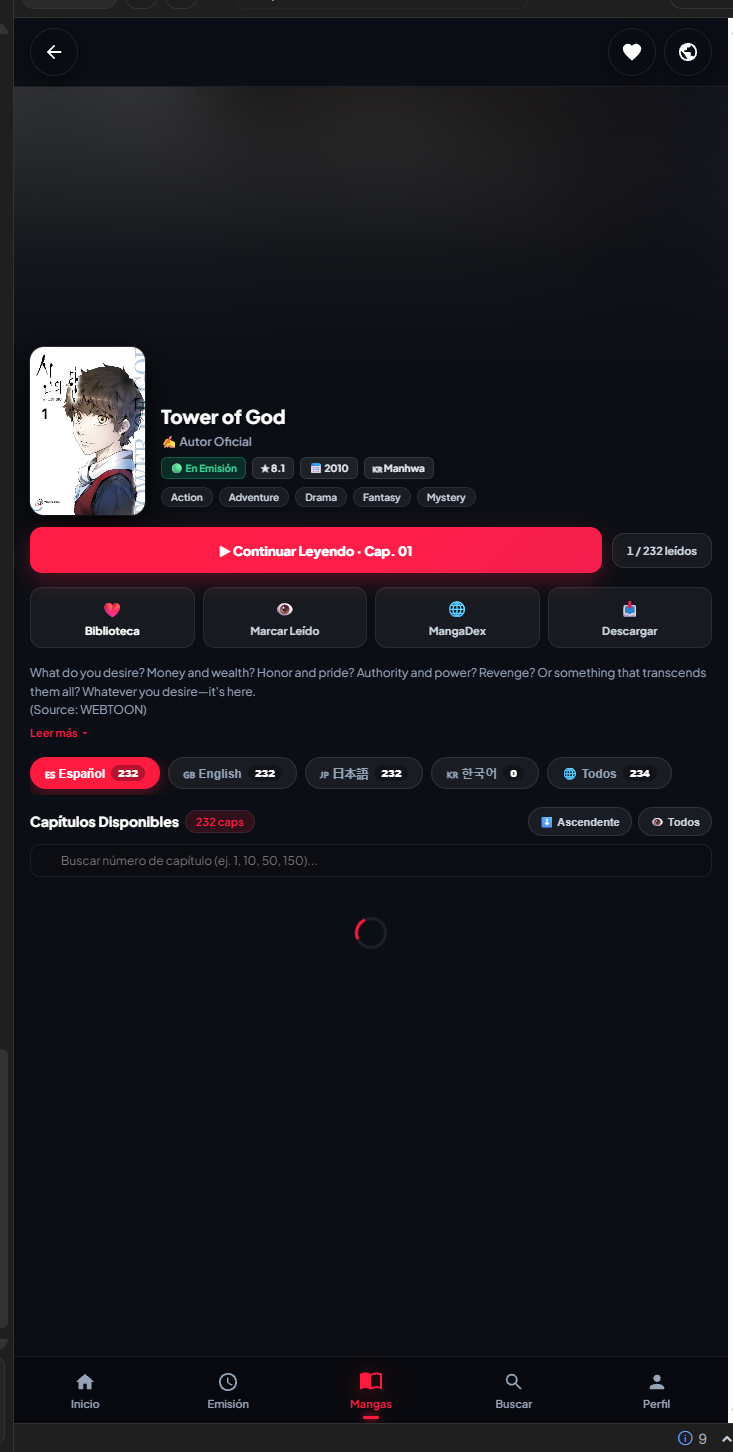 1
Tower of God
Autor Oficial
En Emisión
★8.1
2010
KR Manhwa
Action
Adventure
Drama
Fantasy
Mystery
▶ Continuar Leyendo · Cap. 01
1 / 232 leídos
Biblioteca
Marcar Leído
MangaDex
Descargar
What do you desire? Money and wealth? Honor and pride? Authority and power? Revenge? Or something that transcends
them all? Whatever you desire—it's here.
(Source: WEBTOON)
Leer más
ES Español 232
GB English 232
JP 日本語 232
KR 한국어 0
Todos 234
Capítulos Disponibles 232 caps
Ascendente
Todos
Buscar número de capítulo (ej. 1, 10, 50, 150)...
Inicio
Emisión
Mangas
Buscar
Perfil
9